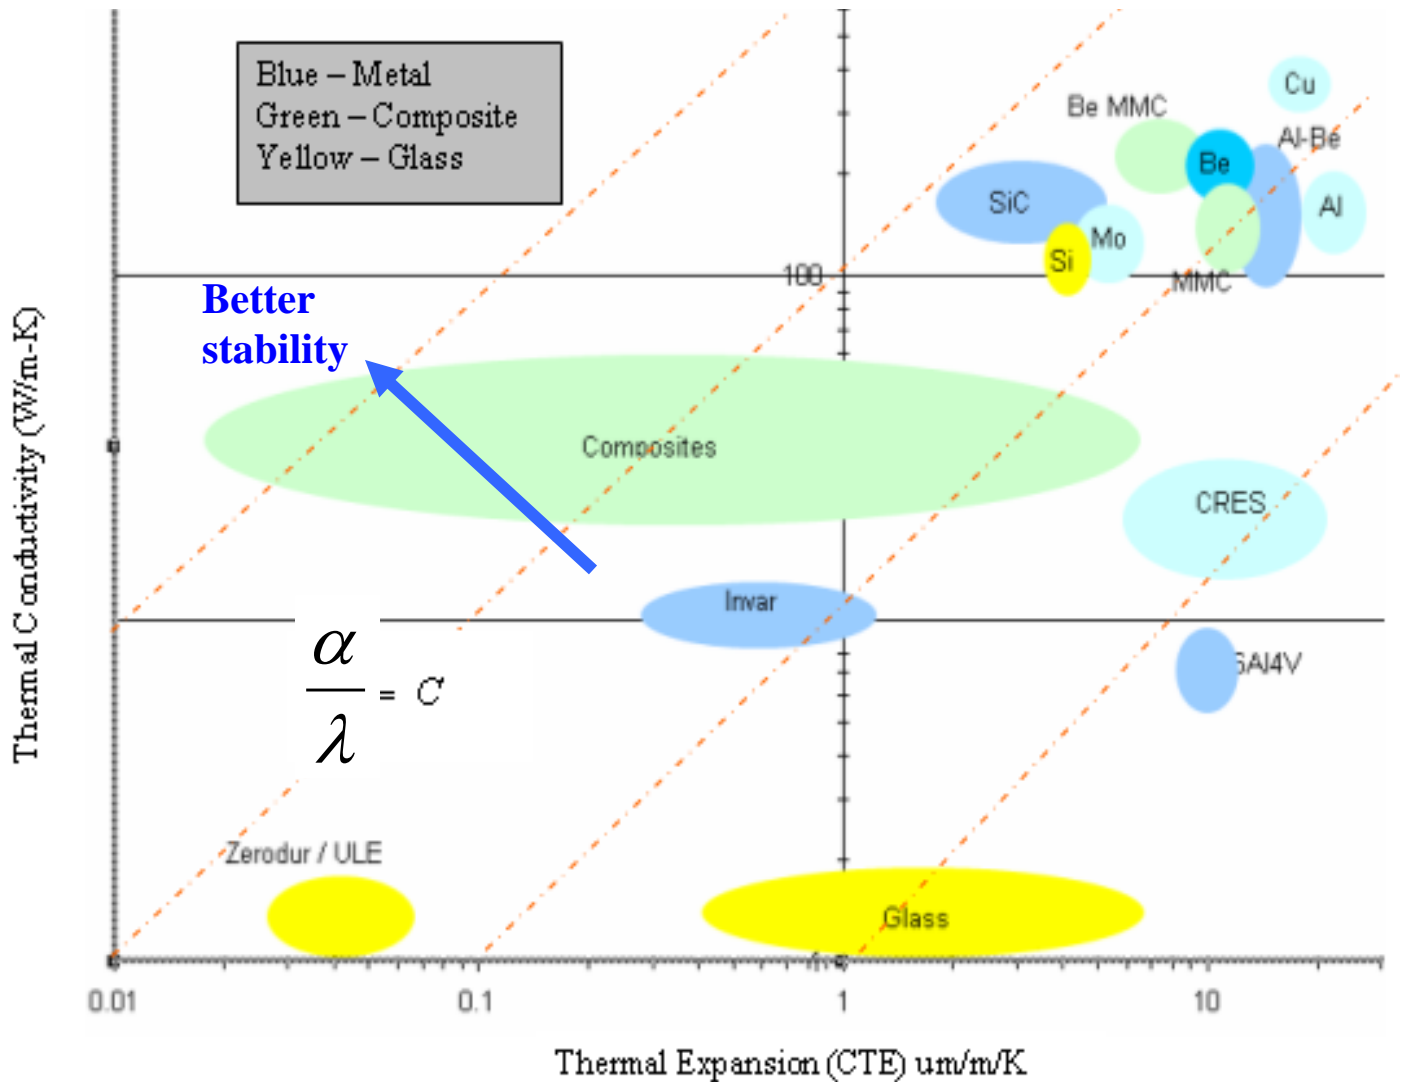 Blue – Metal
Green – Composite
Yellow – Glass
Cu
Be MMC
Al-Be
Be
SiC
Al
Mo
Si
100
MMC
Better
stability
Composites
CRES
Invar
6Al4V
α
λ
= C
Zerodur / ULE
Glass
0.01
0.1
1
10
Thermal Conductivity (W/m-K)
Thermal Expansion (CTE) um/m/K